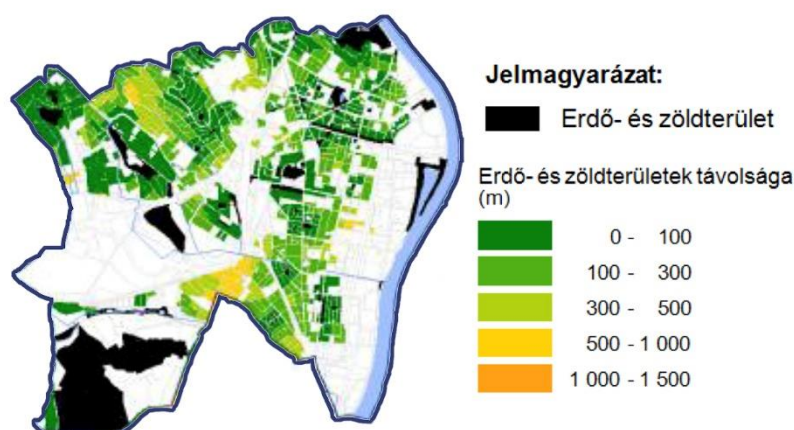 Jelmagyarázat:
Erdő- és zöldterület
Erdő- és zöldterületek távolsága
(m)
0 - 100
100 - 300
300 - 500
500 - 1 000
1 000 - 1 500